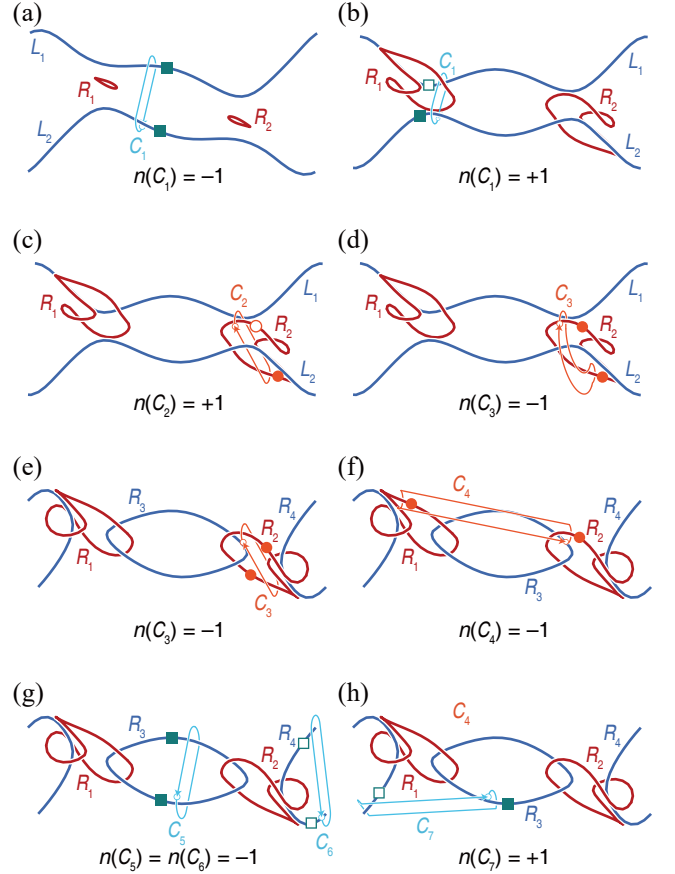 (a)
(b)
L1
R1
R2
L2
C1
n(C1) = –1
C1
L1
R1
R2
L2
n(C1) = +1
(c)
(d)
C2
L1
R1
R2
L2
n(C2) = +1
C3
L1
R1
R2
L2
n(C3) = –1
(e)
(f)
R3
R2
R4
R1
C3
n(C3) = –1
C4
R2
R4
R1
R3
n(C4) = –1
(g)
(h)
R3
R4
R2
R1
C5
C6
n(C5) = n(C6) = –1
C4
R4
R2
R1
C7
R3
n(C7) = +1